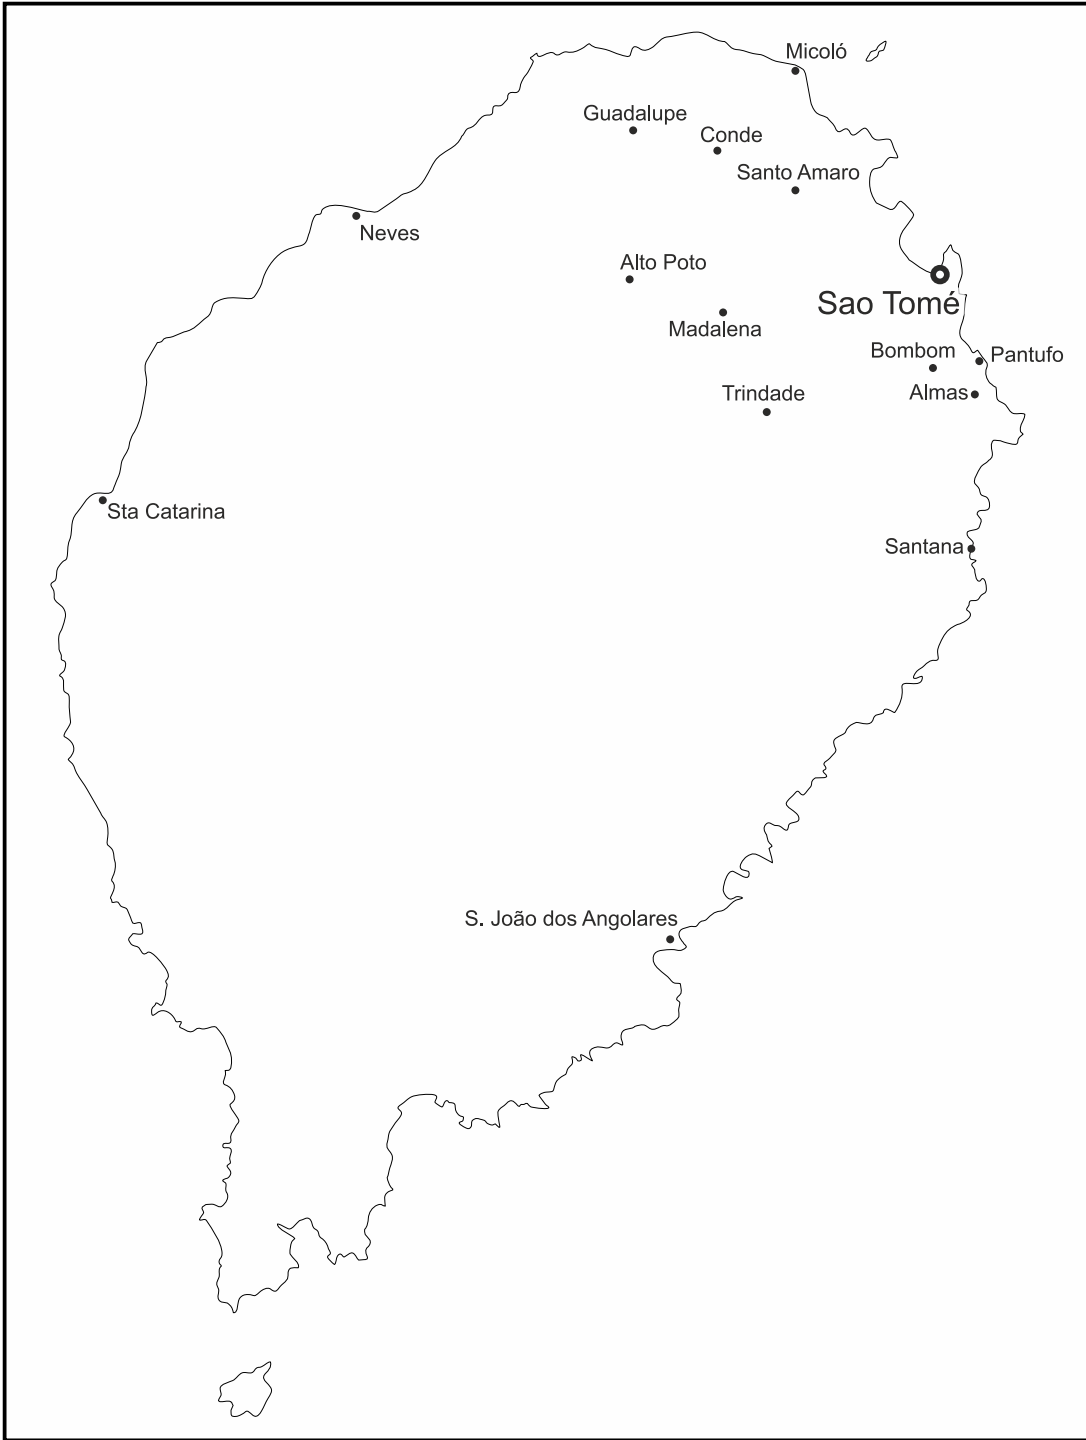 Micoló
Guadalupe
Conde
Santo Amaro
Neves
Alto Poto
Sao Tomé
Madalena
Bombom
Pantufo
Trindade
Almas
Sta Catarina
Santana
S. João dos Angolares